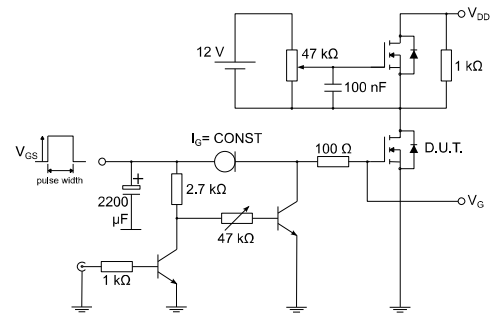 V_DD
12 V
47 kΩ
1 kΩ
100 nF
I_G= CONST
V_GS
100 Ω
D.U.T.
pulse width
+
2.7 kΩ
2200
μF
V_G
47 kΩ
1 kΩ